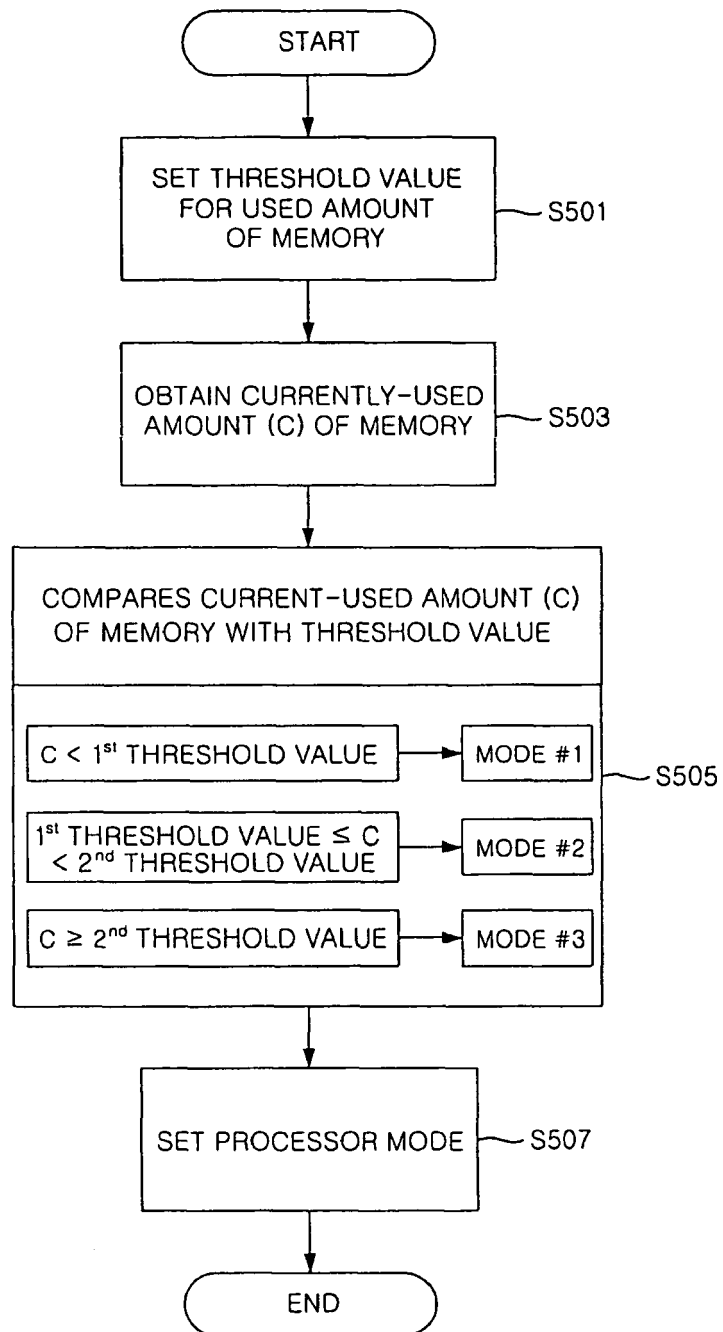 START
SET THRESHOLD VALUE
FOR USED AMOUNT
OF MEMORY
S501
OBTAIN CURRENTLY-USED
AMOUNT (C) OF MEMORY
S503
COMPARES CURRENT-USED AMOUNT (C)
OF MEMORY WITH THRESHOLD VALUE
C < 1st THRESHOLD VALUE
MODE #1
S505
1st THRESHOLD VALUE ≤ C
< 2nd THRESHOLD VALUE
MODE #2
C ≥ 2nd THRESHOLD VALUE
MODE #3
SET PROCESSOR MODE
S507
END